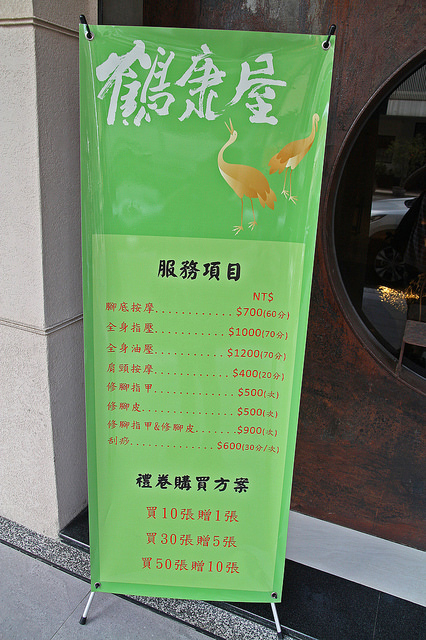 鶴康屋
服務項目
NT$
腳底按摩............$700(60分)
全身指壓............$1000(70分)
全身油壓............$1200(70分)
肩頸按摩............$400(20分)
修腳指甲............$500(次)
修腳皮............$500(次)
修腳指甲&修腳皮.......$900(次)
刮痧............$600(30分/次)
禮卷購買方案
買10張贈1張
買30張贈5張
買50張贈10張